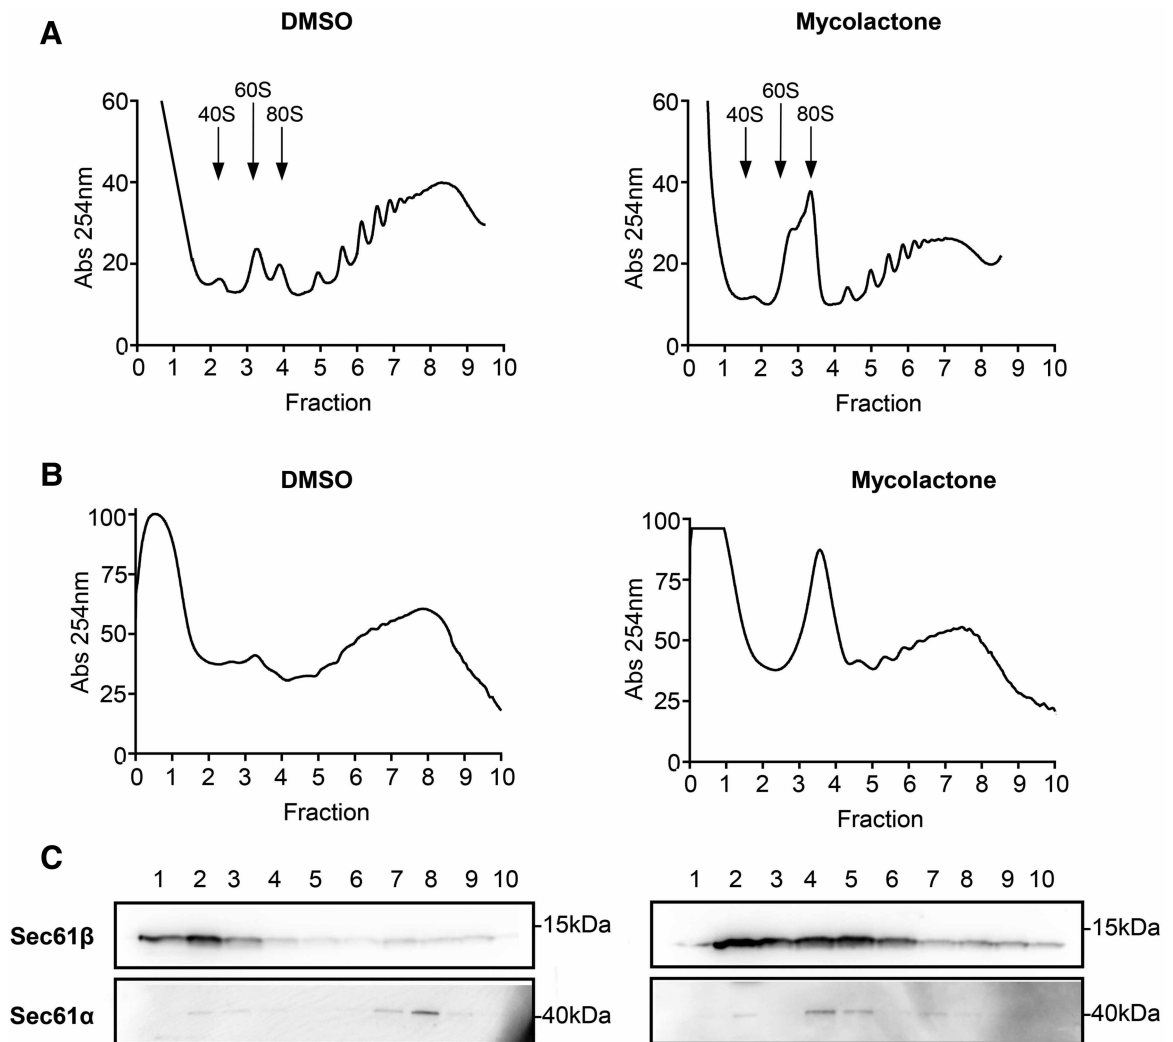 A
DMSO
Mycolactone
60S
40S
80S
60
40
20
0
Abs 254nm
0 1 2 3 4 5 6 7 8 9 10
Fraction
60S
40S
80S
60
40
20
0
Abs 254nm
0 1 2 3 4 5 6 7 8 9 10
Fraction
B
DMSO
Mycolactone
100
75
50
25
0
Abs 254nm
0 1 2 3 4 5 6 7 8 9 10
Fraction
100
75
50
25
0
Abs 254nm
0 1 2 3 4 5 6 7 8 9 10
Fraction
C
1 2 3 4 5 6 7 8 9 10
1 2 3 4 5 6 7 8 9 10
Sec61β
15kDa
15kDa
Sec61α
40kDa
40kDa